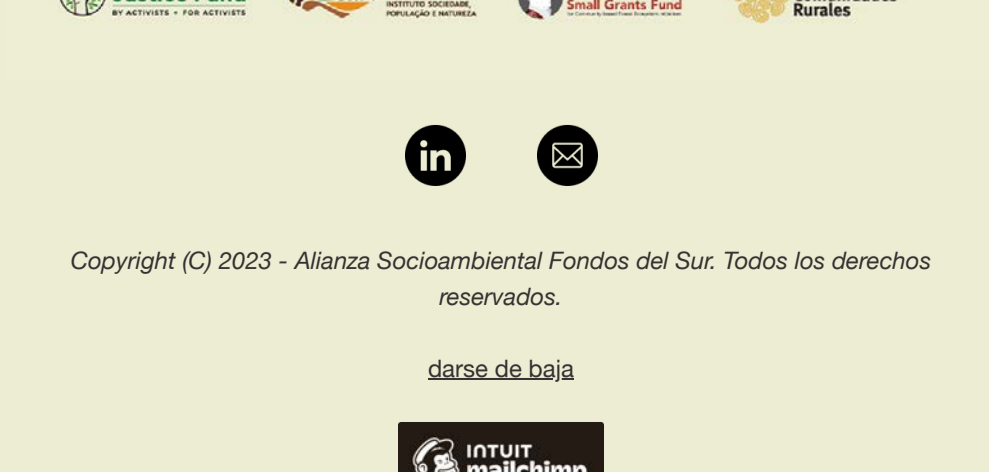 BY ACTIVISTS + FOR ACTIVISTS
INSTITUTO SOCIEDADE,
POPULAÇÃO E NATUREZA
Small Grants Fund
Rurales
in
Copyright (C) 2023 - Alianza Socioambiental Fondos del Sur. Todos los derechos
reservados.
darse de baja
INTUIT
mailchimp